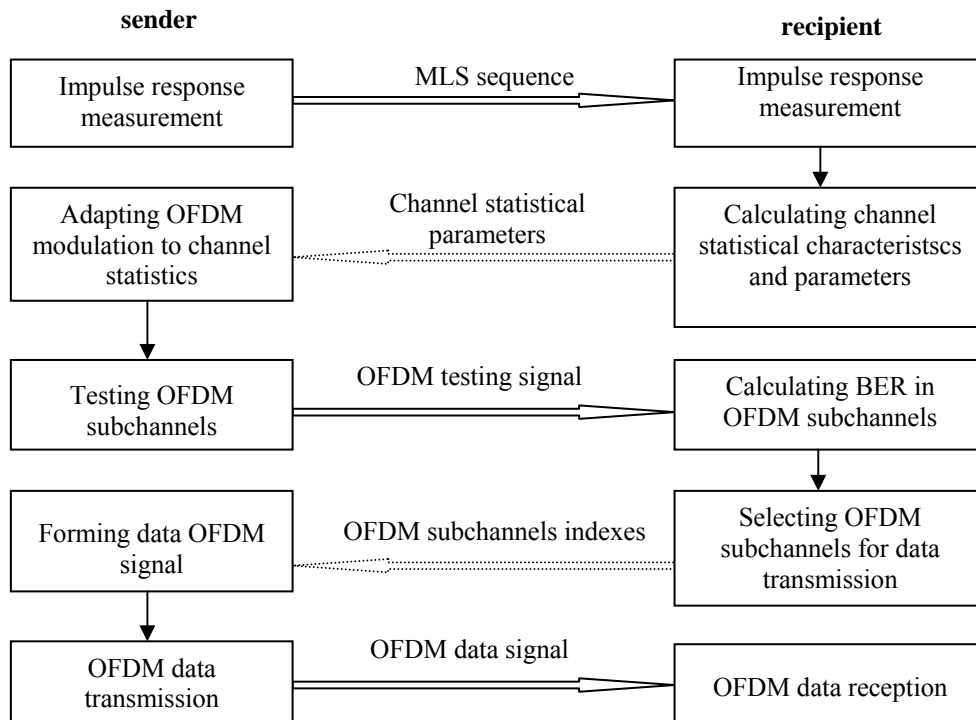 sender
recipient
Impulse response
measurement
MLS sequence
Impulse response
measurement
Adapting OFDM
modulation to channel
statistics
Channel statistical
parameters
Calculating channel
statistical characteristscs
and parameters
Testing OFDM
subchannels
OFDM testing signal
Calculating BER in
OFDM subchannels
Forming data OFDM
signal
OFDM subchannels indexes
Selecting OFDM
subchannels for data
transmission
OFDM data
transmission
OFDM data signal
OFDM data reception